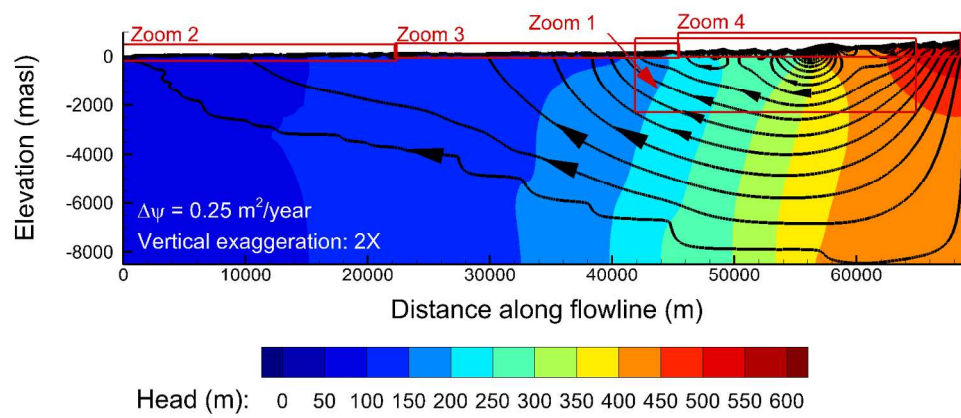 Zoom 2
Zoom 3
Zoom 1
Zoom 4
1000
0
-2000
-4000
-6000
-8000
Elevation (masl)
Δψ = 0.25 m²/year
Vertical exaggeration: 2X
0 10000 20000 30000 40000 50000 60000
Distance along flowline (m)
Head (m): 0 50 100 150 200 250 300 350 400 450 500 550 600